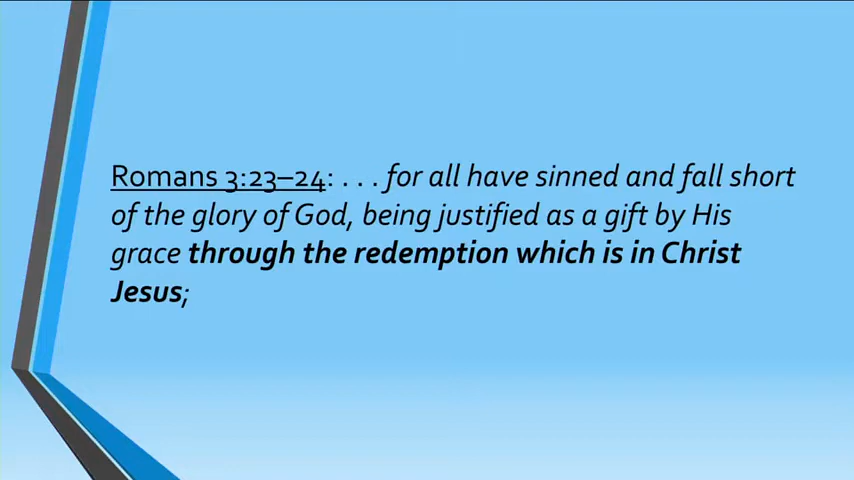 Romans 3:23–24: . . . for all have sinned and fall short
of the glory of God, being justified as a gift by His
grace through the redemption which is in Christ
Jesus;